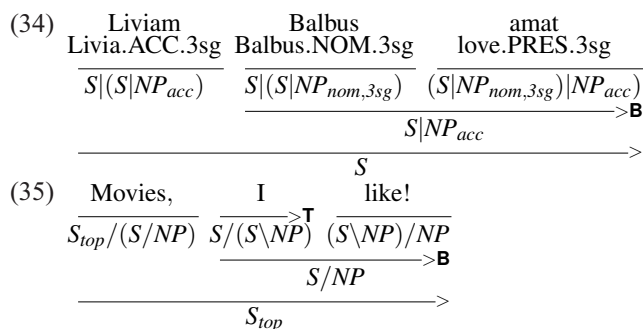 (34) Liviam Balbus amat
Livia.ACC.3sg Balbus.NOM.3sg love.PRES.3sg
S|(S|NP_acc) S|(S|NP_nom,3sg) (S|NP_nom,3sg)|NP_acc)
>B
S|NP_acc
>
S
(35) Movies, I like!
>T
S_top/(S/NP) S/(S\NP) (S\NP)/NP
>B
S/NP
>
S_top